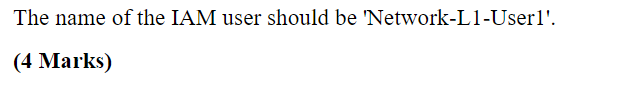 The name of the IAM user should be 'Network-L1-User1'.
(4 Marks)